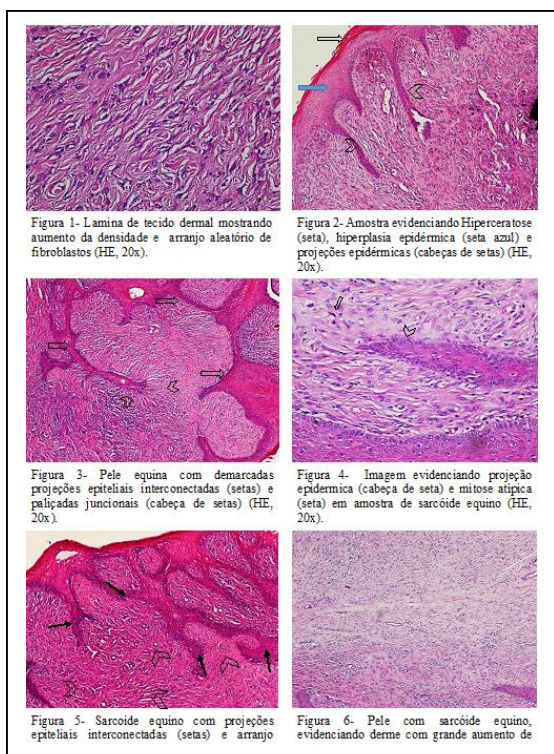 Figura 1- Lamina de tecido dermal mostrando
aumento da densidade e arranjo aleatório de
fibroblastos (HE, 20x).
Figura 2- Amostra evidenciando Hiperceratose
(seta), hiperplasia epidérmica (seta azul) e
projeções epidérmicas (cabeças de setas) (HE,
20x).
Figura 3- Pele equina com demarcadas
projeções epiteliais interconectadas (setas) e
paliçadas juncionais (cabeça de setas) (HE,
20x).
Figura 4- Imagem evidenciando projeção
epidermica (cabeça de seta) e mitose atípica
(seta) em amostra de sarcóide equino (HE,
20x).
Figura 5- Sarcoide equino com projeções
epiteliais interconectadas (setas) e arranjo
Figura 6- Pele com sarcóide equino,
evidenciando derme com grande aumento de